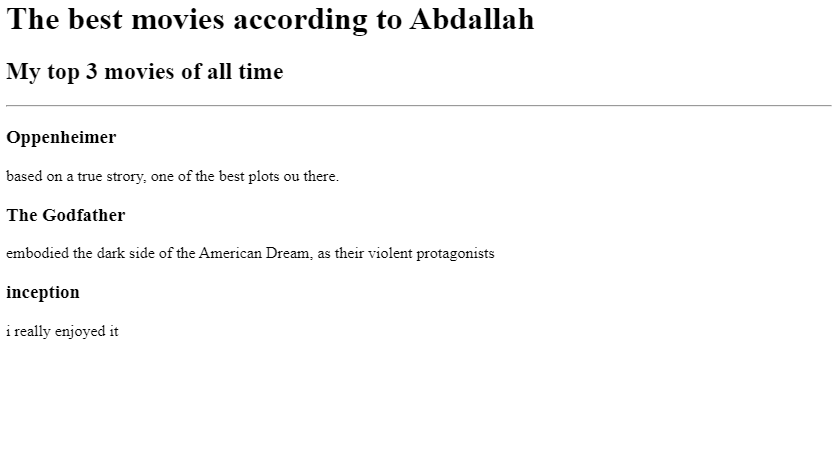 The best movies according to Abdallah
My top 3 movies of all time
Oppenheimer
based on a true strory, one of the best plots ou there.
The Godfather
embodied the dark side of the American Dream, as their violent protagonists
inception
i really enjoyed it